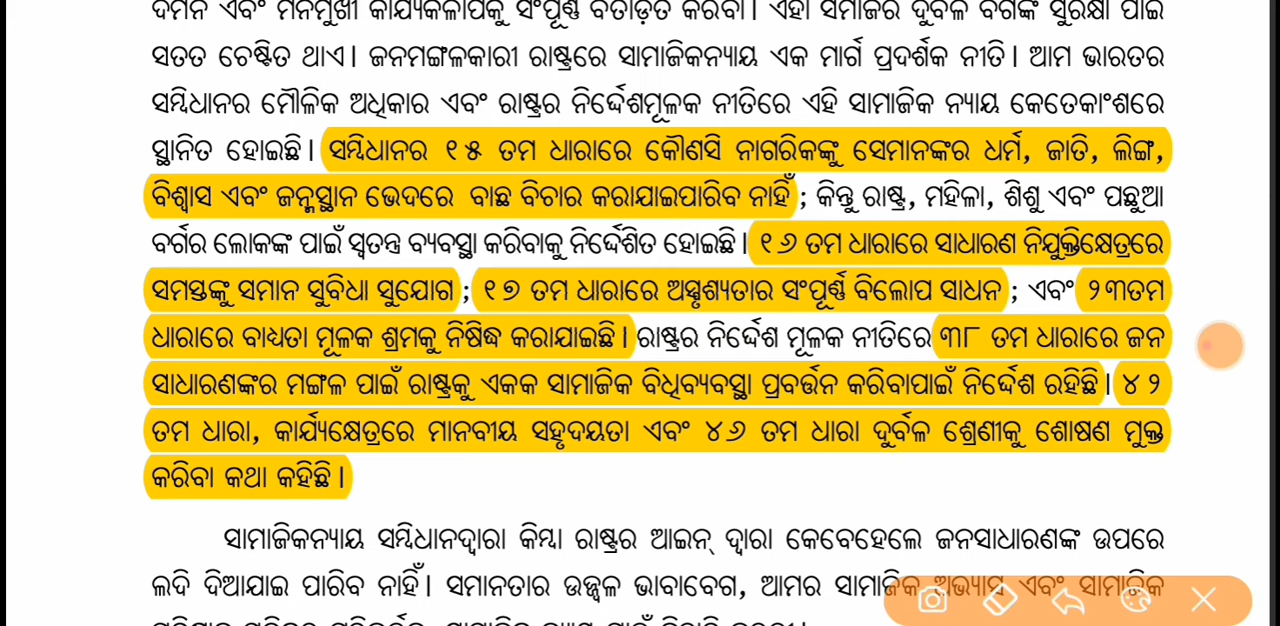 ଦମନ ଏବଂ ମନମୁଖୀ କାର୍ଯ୍ୟକଳାପକୁ ସଂପୂର୍ଣ୍ଣ ବିତାଡ଼ିତ କରିବା। ଏହା ସମାଜର ଦୁର୍ବଳ ବର୍ଗଙ୍କ ସୁରକ୍ଷା ପାଇଁ
ସତତ ଚେଷ୍ଟିତ ଥାଏ। ଜନମଙ୍ଗଳକାରୀ ରାଷ୍ଟ୍ରରେ ସାମାଜିକନ୍ୟାୟ ଏକ ମାର୍ଗ ପ୍ରଦର୍ଶକ ନୀତି। ଆମ ଭାରତର
ସମ୍ବିଧାନର ମୌଳିକ ଅଧିକାର ଏବଂ ରାଷ୍ଟ୍ରର ନିର୍ଦ୍ଦେଶମୂଳକ ନୀତିରେ ଏହି ସାମାଜିକ ନ୍ୟାୟ କେତେକାଂଶରେ
ସ୍ଥାନିତ ହୋଇଛି। ସମ୍ବିଧାନର ୧୫ ତମ ଧାରାରେ କୌଣସି ନାଗରିକଙ୍କୁ ସେମାନଙ୍କର ଧର୍ମ, ଜାତି, ଲିଙ୍ଗ,
ବିଶ୍ୱାସ ଏବଂ ଜନ୍ମସ୍ଥାନ ଭେଦରେ ବାଛ ବିଚାର କରାଯାଇପାରିବ ନାହିଁ ; କିନ୍ତୁ ରାଷ୍ଟ୍ର, ମହିଳା, ଶିଶୁ ଏବଂ ପଛୁଆ
ବର୍ଗର ଲୋକଙ୍କ ପାଇଁ ସ୍ୱତନ୍ତ୍ର ବ୍ୟବସ୍ଥା କରିବାକୁ ନିର୍ଦ୍ଦେଶିତ ହୋଇଛି। ୧୬ ତମ ଧାରାରେ ସାଧାରଣ ନିଯୁକ୍ତିକ୍ଷେତ୍ରରେ
ସମସ୍ତଙ୍କୁ ସମାନ ସୁବିଧା ସୁଯୋଗ ; ୧୭ ତମ ଧାରାରେ ଅସ୍ପୃଶ୍ୟତାର ସଂପୂର୍ଣ୍ଣ ବିଲୋପ ସାଧନ ; ଏବଂ ୨୩ତମ
ଧାରାରେ ବାଧ୍ୟତା ମୂଳକ ଶ୍ରମକୁ ନିଷିଦ୍ଧ କରାଯାଇଛି। ରାଷ୍ଟ୍ରର ନିର୍ଦ୍ଦେଶ ମୂଳକ ନୀତିରେ ୩୮ ତମ ଧାରାରେ ଜନ
ସାଧାରଣଙ୍କର ମଙ୍ଗଳ ପାଇଁ ରାଷ୍ଟ୍ରକୁ ଏକକ ସାମାଜିକ ବିଧିବ୍ୟବସ୍ଥା ପ୍ରବର୍ତ୍ତନ କରିବାପାଇଁ ନିର୍ଦ୍ଦେଶ ରହିଛି। ୪୨
ତମ ଧାରା, କାର୍ଯ୍ୟକ୍ଷେତ୍ରରେ ମାନବୀୟ ସହୃଦୟତା ଏବଂ ୪୬ ତମ ଧାରା ଦୁର୍ବଳ ଶ୍ରେଣୀକୁ ଶୋଷଣ ମୁକ୍ତ
କରିବା କଥା କହିଛି।
ସାମାଜିକନ୍ୟାୟ ସମ୍ବିଧାନଦ୍ୱାରା କିମ୍ବା ରାଷ୍ଟ୍ରର ଆଇନ୍ ଦ୍ୱାରା କେବେହେଲେ ଜନସାଧାରଣଙ୍କ ଉପରେ
ଲଦି ଦିଆଯାଇ ପାରିବ ନାହିଁ। ସମାନତାର ଉଜ୍ଜ୍ୱଳ ଭାବାବେଗ, ଆମର ସାମାଜିକ ଅଭ୍ୟାସ ଏବଂ ସାମାଜିକ